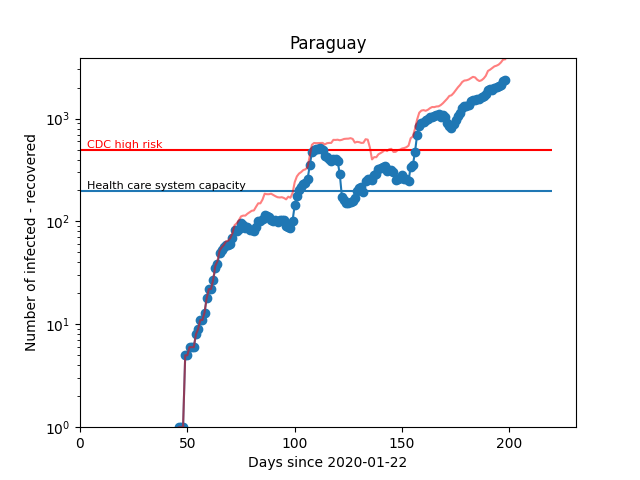 Paraguay
Number of infected - recovered
10³
10²
10¹
10⁰
CDC high risk
Health care system capacity
0 50 100 150 200
Days since 2020-01-22